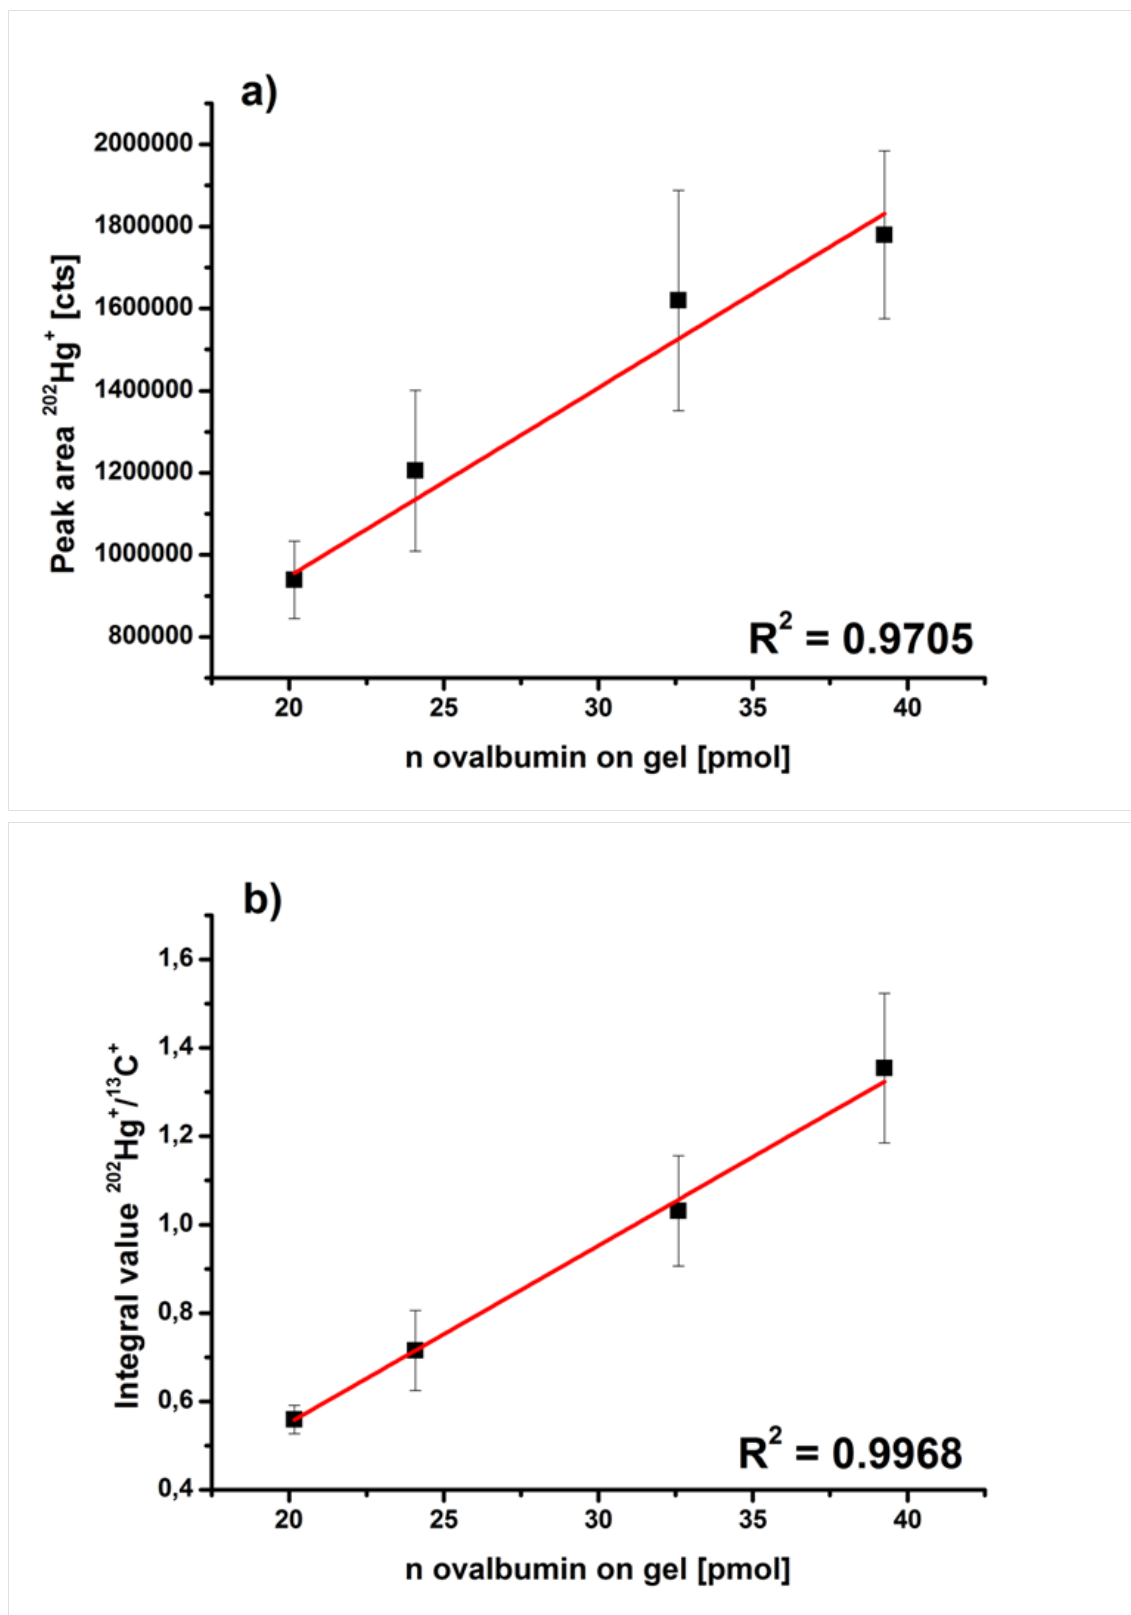 a)
2000000
1800000
1600000
1400000
1200000
1000000
800000
Peak area ²⁰²Hg⁺ [cts]
R² = 0.9705
20 25 30 35 40
n ovalbumin on gel [pmol]
b)
1,6
1,4
1,2
1,0
0,8
0,6
0,4
Integral value ²⁰²Hg⁺/¹³C⁺
R² = 0.9968
20 25 30 35 40
n ovalbumin on gel [pmol]